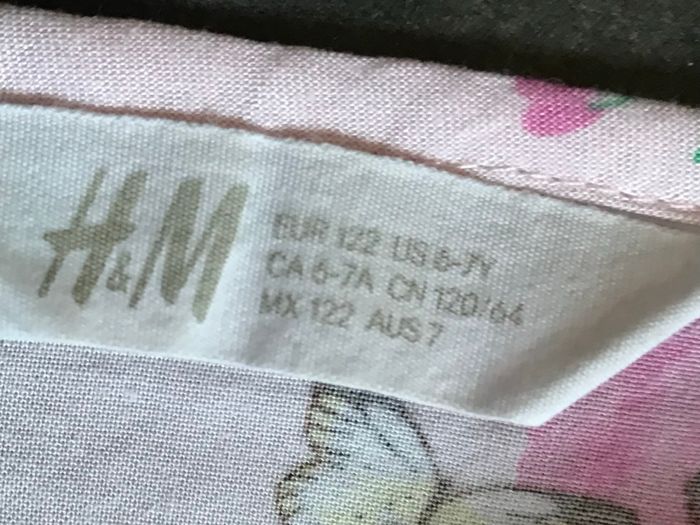 H&M
EUR 122 US 6-7Y
CA 6-7A CN 120/64
MX 122 AUS 7